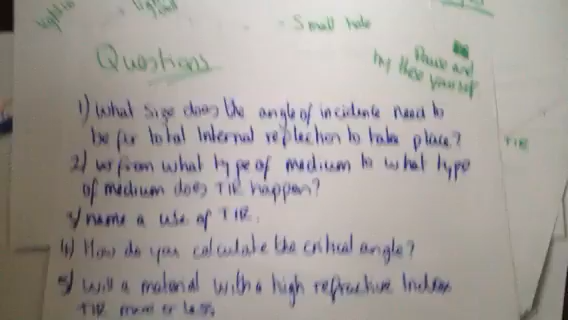 Small hole
Questions
Pause and
try these yourself
1) What size does the angle of incidence need to
be for total internal reflection to take place?
2) from what type of medium to what type
of medium does TIR happen?
3) name a use of TIR.
TIR
4) How do you calculate the critical angle?
5) Will a material with a high refractive index
TIR more or less